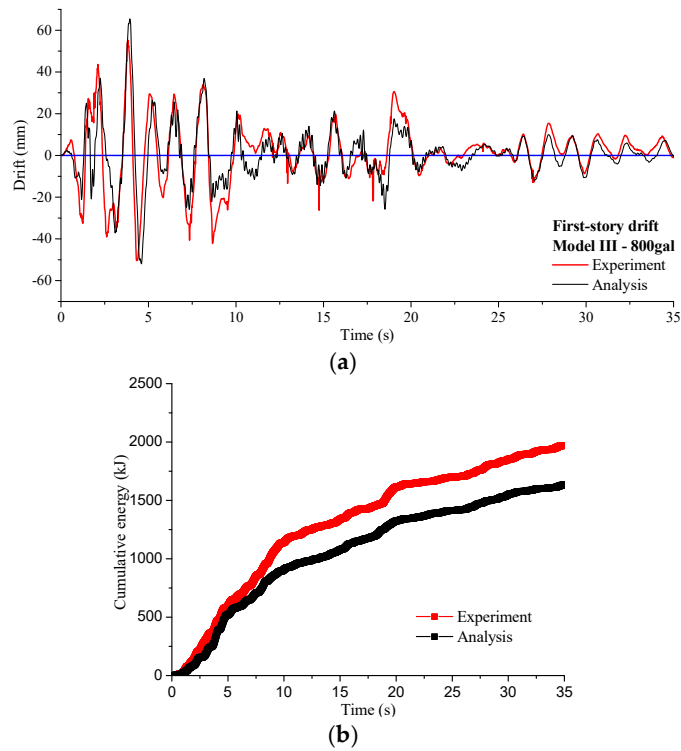 60
40
20
0
-20
-40
-60
Drift (mm)
First-story drift
Model III - 800gal
Experiment
Analysis
0 5 10 15 20 25 30 35
Time (s)
(a)
2500
2000
1500
1000
500
0
Cumulative energy (kJ)
Experiment
Analysis
0 5 10 15 20 25 30 35
Time (s)
(b)